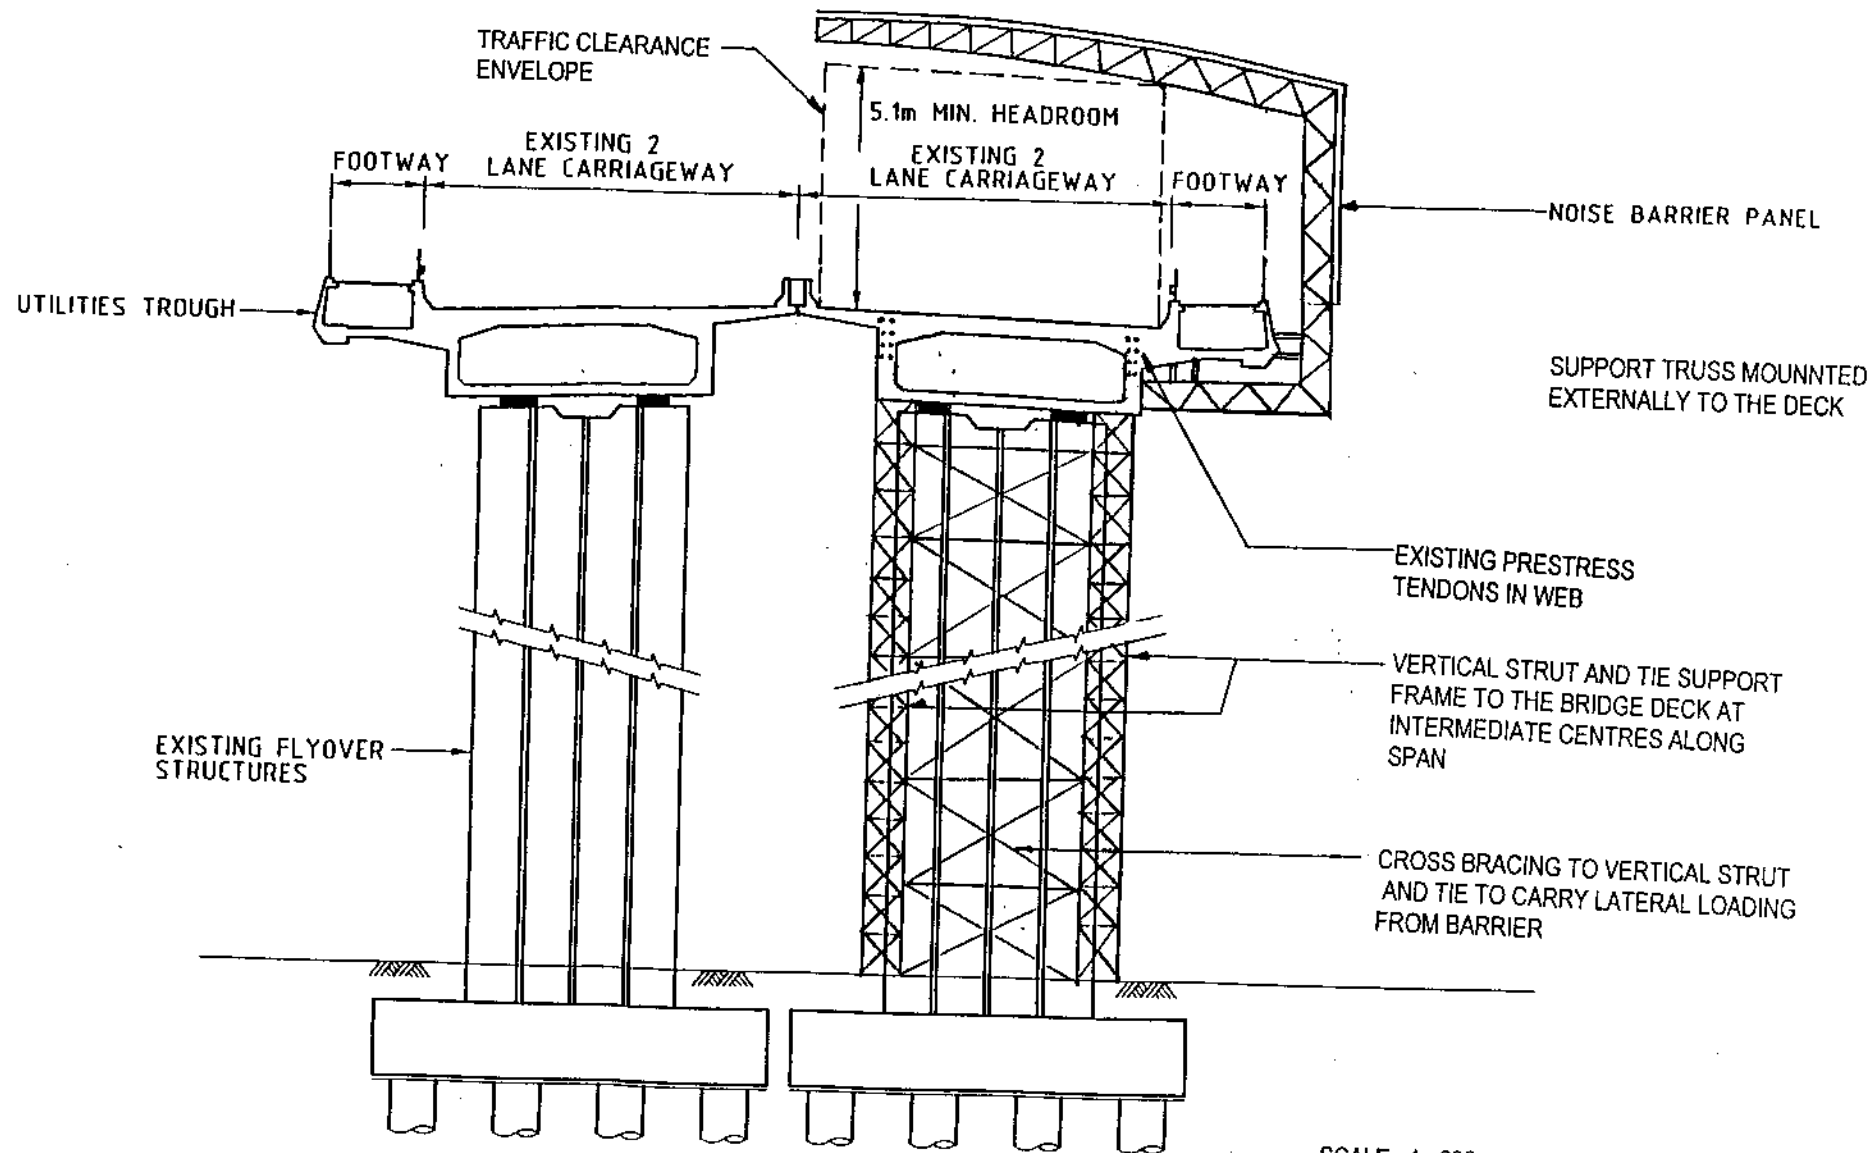 TRAFFIC CLEARANCE
ENVELOPE
5.1m MIN. HEADROOM
EXISTING 2
LANE CARRIAGEWAY
FOOTWAY
EXISTING 2
LANE CARRIAGEWAY
FOOTWAY
NOISE BARRIER PANEL
UTILITIES TROUGH
SUPPORT TRUSS MOUNNTED
EXTERNALLY TO THE DECK
EXISTING PRESTRESS
TENDONS IN WEB
VERTICAL STRUT AND TIE SUPPORT
FRAME TO THE BRIDGE DECK AT
INTERMEDIATE CENTRES ALONG
SPAN
EXISTING FLYOVER
STRUCTURES
CROSS BRACING TO VERTICAL STRUT
AND TIE TO CARRY LATERAL LOADING
FROM BARRIER